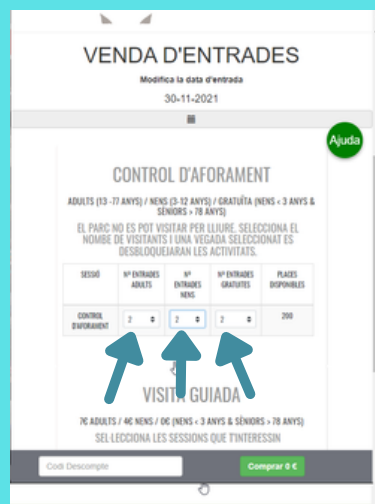 VENDA D'ENTRADES
Modifica la data d'entrada
30-11-2021
Ajuda
CONTROL D'AFORAMENT
ADULTS (13 -77 ANYS) / NENS (3-12 ANYS) / GRATUÏTA (NENS < 3 ANYS &
SÈNIORS > 78 ANYS)
EL PARC NO ES POT VISITAR PER LLIURE. SELECCIONA EL
NOMBRE DE VISITANTS I UNA VEGADA SELECCIONAT ES
DESBLOQUEJARAN LES ACTIVITATS.
SESSIÓ Nº ENTRADES ADULTS Nº ENTRADES NENS Nº ENTRADES GRATUITES PLACES DISPONIBLES
CONTROL D'AFORAMENT 2 2 2 200
VISITA GUIADA
7€ ADULTS / 4€ NENS / 0€ (NENS < 3 ANYS & SÈNIORS > 78 ANYS)
SELECCIONA LES SESSIONS QUE T'INTERESSIN
Codi Descompte
Comprar 0 €